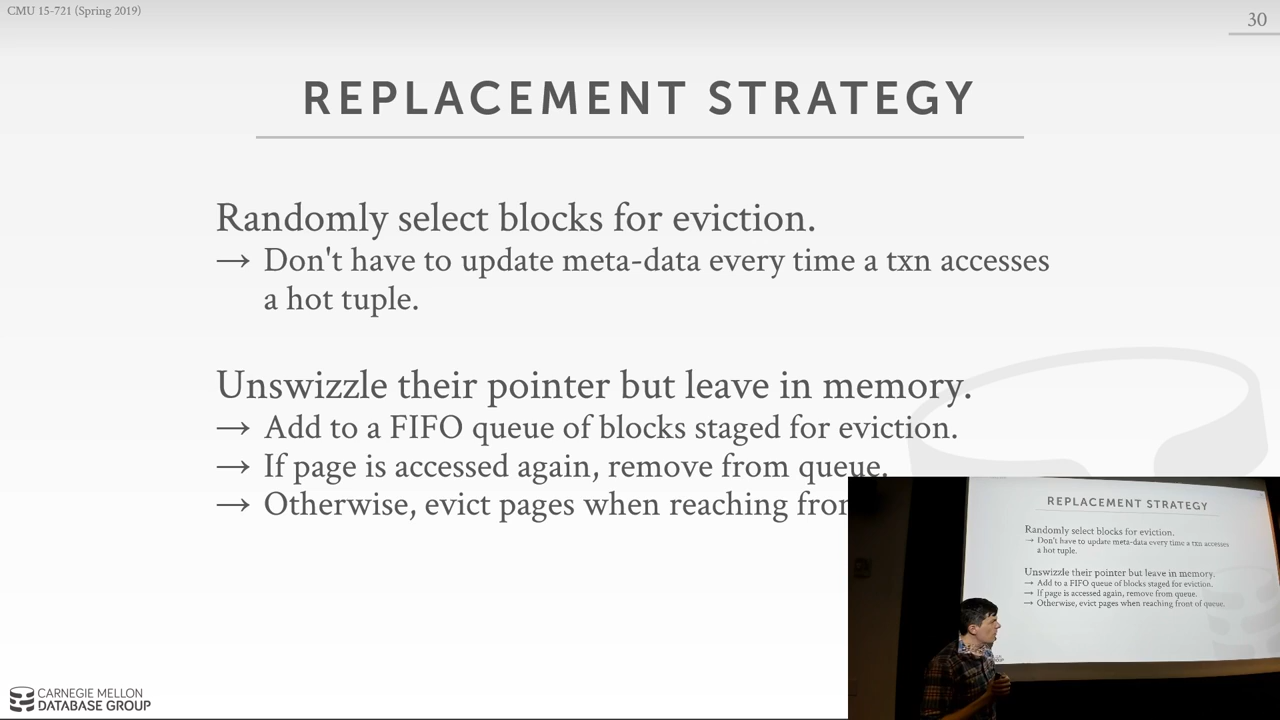 CMU 15-721 (Spring 2019)
30
REPLACEMENT STRATEGY
Randomly select blocks for eviction.
→ Don't have to update meta-data every time a txn accesses
a hot tuple.
Unswizzle their pointer but leave in memory.
→ Add to a FIFO queue of blocks staged for eviction.
→ If page is accessed again, remove from queue.
→ Otherwise, evict pages when reaching fron
REPLACEMENT STRATEGY
Randomly select blocks for eviction.
→ Don't have to update meta-data every time a txn accesses
a hot tuple.
Unswizzle their pointer but leave in memory.
→ Add to a FIFO queue of blocks staged for eviction.
→ If page is accessed again, remove from queue.
→ Otherwise, evict pages when reaching front of queue.
CARNEGIE MELLON
DATABASE GROUP